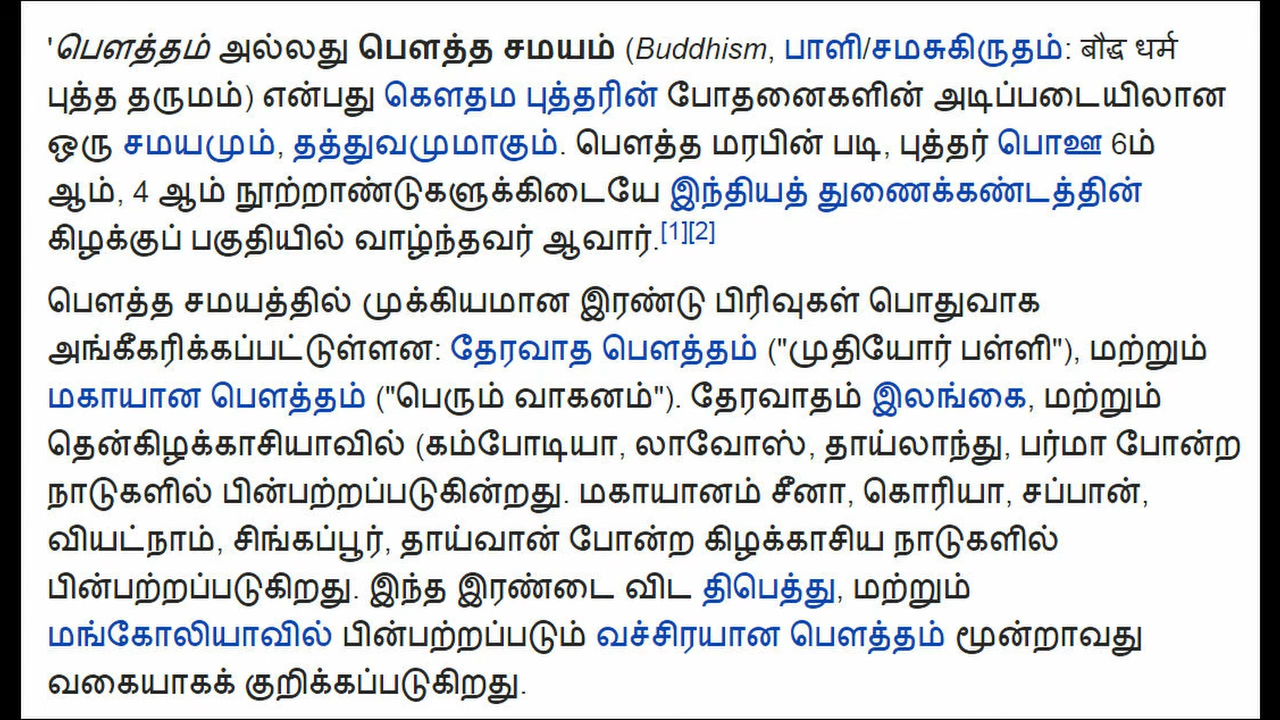 'பௌத்தம் அல்லது பௌத்த சமயம் (Buddhism, பாளி/சமசுகிருதம்: बौद्ध धर्म
புத்த தருமம்) என்பது கௌதம புத்தரின் போதனைகளின் அடிப்படையிலான
ஒரு சமயமும், தத்துவமுமாகும். பௌத்த மரபின் படி, புத்தர் பொஊ 6ம்
ஆம், 4 ஆம் நூற்றாண்டுகளுக்கிடையே இந்தியத் துணைக்கண்டத்தின்
கிழக்குப் பகுதியில் வாழ்ந்தவர் ஆவார்.[1][2]
பௌத்த சமயத்தில் முக்கியமான இரண்டு பிரிவுகள் பொதுவாக
அங்கீகரிக்கப்பட்டுள்ளன: தேரவாத பௌத்தம் ("முதியோர் பள்ளி"), மற்றும்
மகாயான பௌத்தம் ("பெரும் வாகனம்"). தேரவாதம் இலங்கை, மற்றும்
தென்கிழக்காசியாவில் (கம்போடியா, லாவோஸ், தாய்லாந்து, பர்மா போன்ற
நாடுகளில் பின்பற்றப்படுகின்றது. மகாயானம் சீனா, கொரியா, சப்பான்,
வியட்நாம், சிங்கப்பூர், தாய்வான் போன்ற கிழக்காசிய நாடுகளில்
பின்பற்றப்படுகிறது. இந்த இரண்டை விட திபெத்து, மற்றும்
மங்கோலியாவில் பின்பற்றப்படும் வச்சிரயான பௌத்தம் மூன்றாவது
வகையாகக் குறிக்கப்படுகிறது.